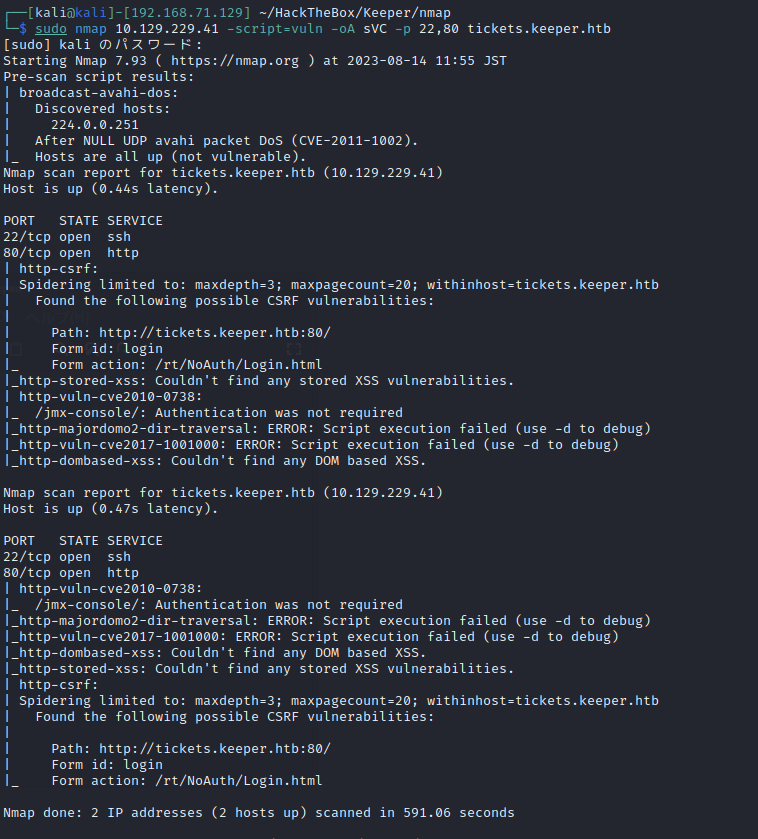 ┌──[kali@kali]-[192.168.71.129] ~/HackTheBox/Keeper/nmap
└─$ sudo nmap 10.129.229.41 -script=vuln -oA sVC -p 22,80 tickets.keeper.htb
[sudo] kali のパスワード:
Starting Nmap 7.93 ( https://nmap.org ) at 2023-08-14 11:55 JST
Pre-scan script results:
| broadcast-avahi-dos:
|   Discovered hosts:
|     224.0.0.251
|   After NULL UDP avahi packet DoS (CVE-2011-1002).
|_  Hosts are all up (not vulnerable).
Nmap scan report for tickets.keeper.htb (10.129.229.41)
Host is up (0.44s latency).

PORT   STATE SERVICE
22/tcp open  ssh
80/tcp open  http
| http-csrf:
| Spidering limited to: maxdepth=3; maxpagecount=20; withinhost=tickets.keeper.htb
|   Found the following possible CSRF vulnerabilities:
|
|     Path: http://tickets.keeper.htb:80/
|     Form id: login
|_    Form action: /rt/NoAuth/Login.html
|_http-stored-xss: Couldn't find any stored XSS vulnerabilities.
| http-vuln-cve2010-0738:
|_  /jmx-console/: Authentication was not required
|_http-majordomo2-dir-traversal: ERROR: Script execution failed (use -d to debug)
|_http-vuln-cve2017-1001000: ERROR: Script execution failed (use -d to debug)
|_http-dombased-xss: Couldn't find any DOM based XSS.

Nmap scan report for tickets.keeper.htb (10.129.229.41)
Host is up (0.47s latency).

PORT   STATE SERVICE
22/tcp open  ssh
80/tcp open  http
| http-vuln-cve2010-0738:
|_  /jmx-console/: Authentication was not required
|_http-majordomo2-dir-traversal: ERROR: Script execution failed (use -d to debug)
|_http-vuln-cve2017-1001000: ERROR: Script execution failed (use -d to debug)
|_http-dombased-xss: Couldn't find any DOM based XSS.
|_http-stored-xss: Couldn't find any stored XSS vulnerabilities.
| http-csrf:
| Spidering limited to: maxdepth=3; maxpagecount=20; withinhost=tickets.keeper.htb
|   Found the following possible CSRF vulnerabilities:
|
|     Path: http://tickets.keeper.htb:80/
|     Form id: login
|_    Form action: /rt/NoAuth/Login.html

Nmap done: 2 IP addresses (2 hosts up) scanned in 591.06 seconds